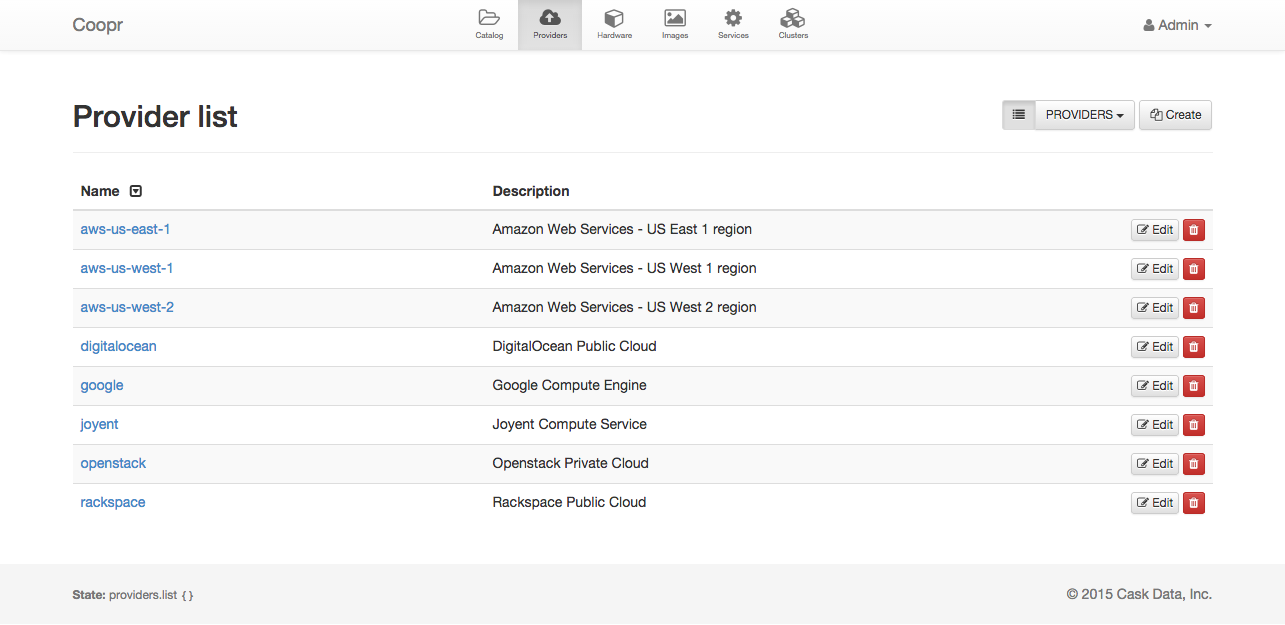 Coopr
Catalog Providers Hardware Images Services Clusters
Admin
Provider list
PROVIDERS
Create
Name Description
aws-us-east-1 Amazon Web Services - US East 1 region Edit
aws-us-west-1 Amazon Web Services - US West 1 region Edit
aws-us-west-2 Amazon Web Services - US West 2 region Edit
digitalocean DigitalOcean Public Cloud Edit
google Google Compute Engine Edit
joyent Joyent Compute Service Edit
openstack Openstack Private Cloud Edit
rackspace Rackspace Public Cloud Edit
State: providers.list {}
© 2015 Cask Data, Inc.